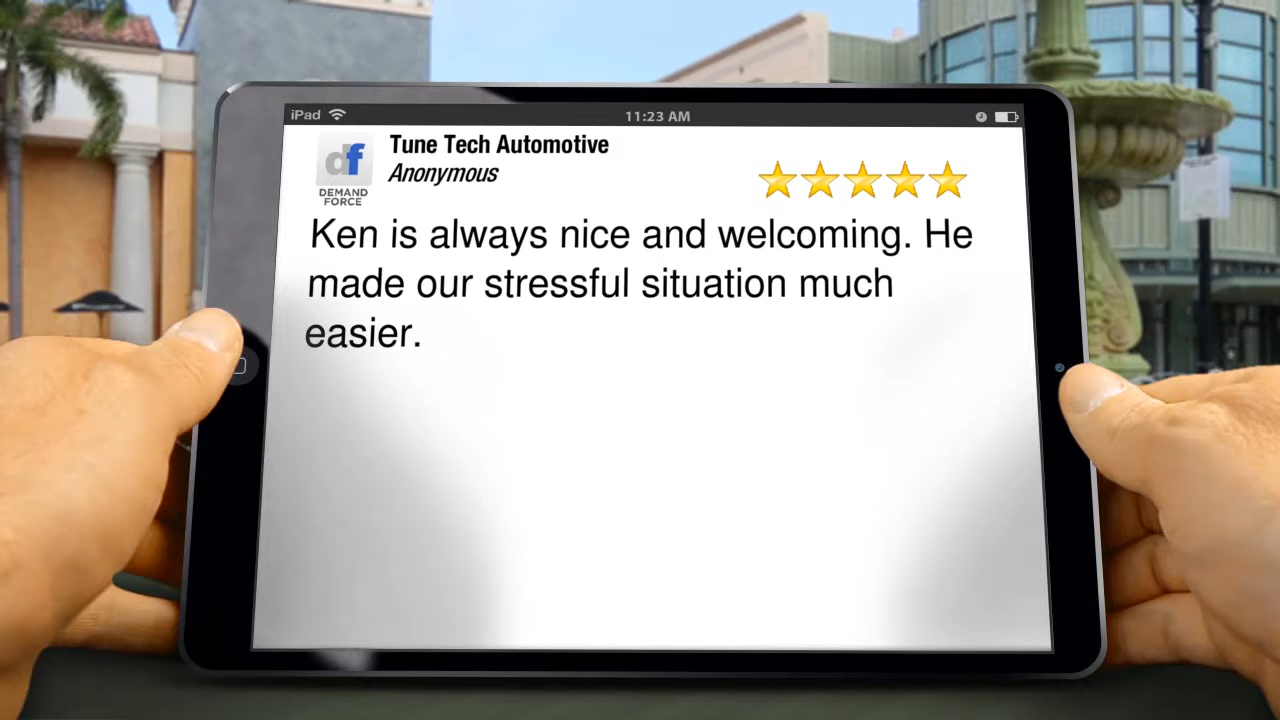 iPad 11:23 AM
df
DEMAND
FORCE
Tune Tech Automotive
Anonymous
Ken is always nice and welcoming. He
made our stressful situation much
easier.